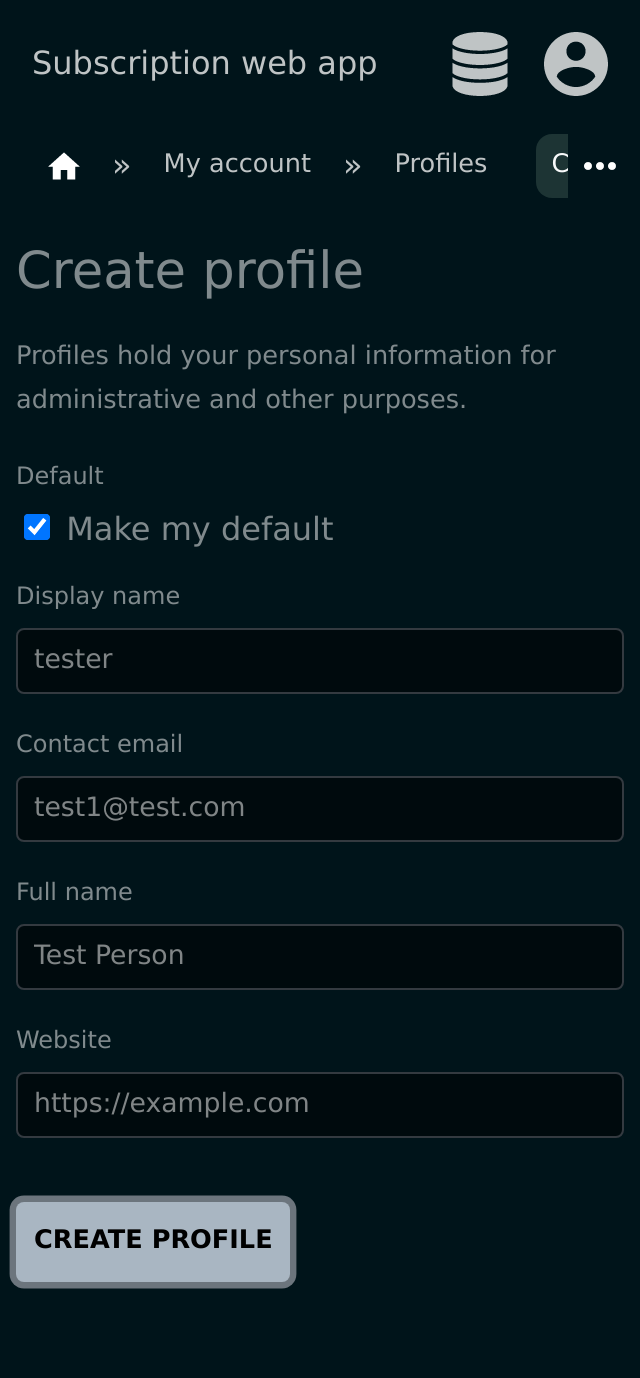 Subscription web app
» My account » Profiles C
Create profile
Profiles hold your personal information for
administrative and other purposes.
Default
Make my default
Display name
tester
Contact email
test1@test.com
Full name
Test Person
Website
https://example.com
CREATE PROFILE